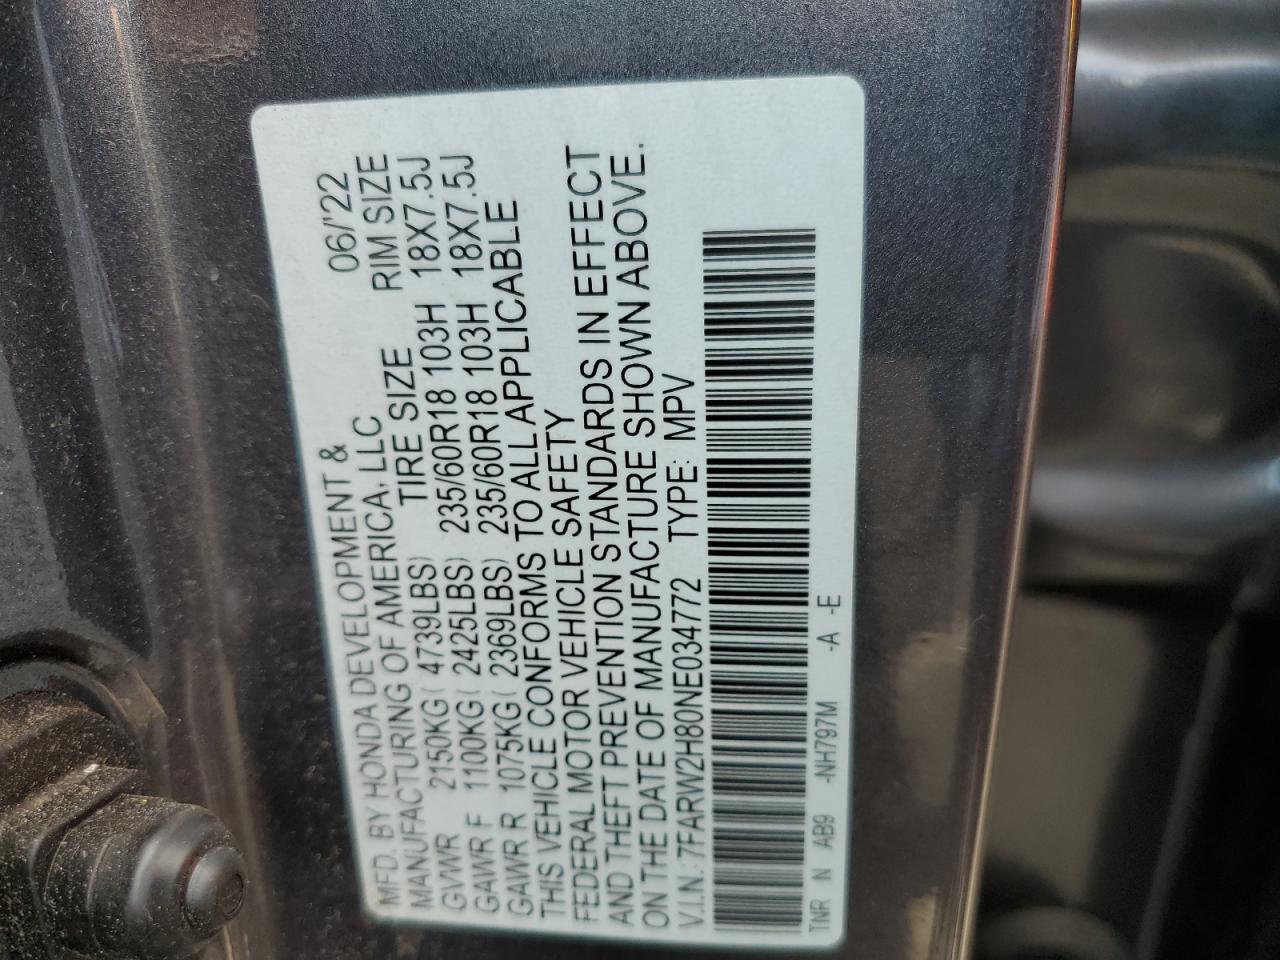 MFD. BY HONDA DEVELOPMENT & 06/'22
MANUFACTURING OF AMERICA, LLC
TIRE SIZE RIM SIZE
GVWR 2150KG ( 4739LBS)
GAWR F 1100KG ( 2425LBS) 235/60R18 103H 18X7.5J
GAWR R 1075KG ( 2369LBS) 235/60R18 103H 18X7.5J
THIS VEHICLE CONFORMS TO ALL APPLICABLE
FEDERAL MOTOR VEHICLE SAFETY
AND THEFT PREVENTION STANDARDS IN EFFECT
ON THE DATE OF MANUFACTURE SHOWN ABOVE.
V.I.N.: 7FARW2H80NE034772 TYPE: MPV
TNR N AB9 -NH797M -A -E